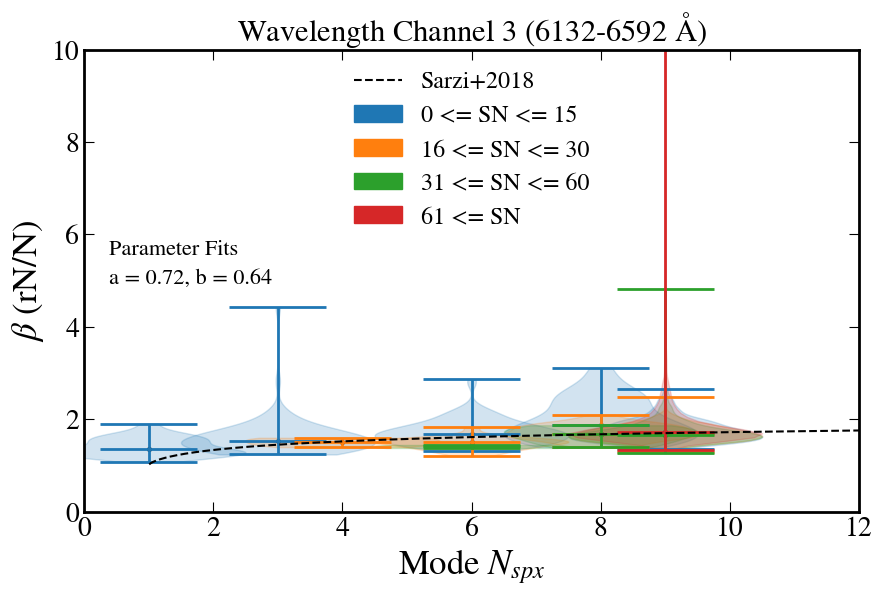 Wavelength Channel 3 (6132-6592 Å)
10
8
6
4
2
0
β (rN/N)
Sarzi+2018
0 <= SN <= 15
16 <= SN <= 30
31 <= SN <= 60
61 <= SN
Parameter Fits
a = 0.72, b = 0.64
0 2 4 6 8 10 12
Mode N_{spx}